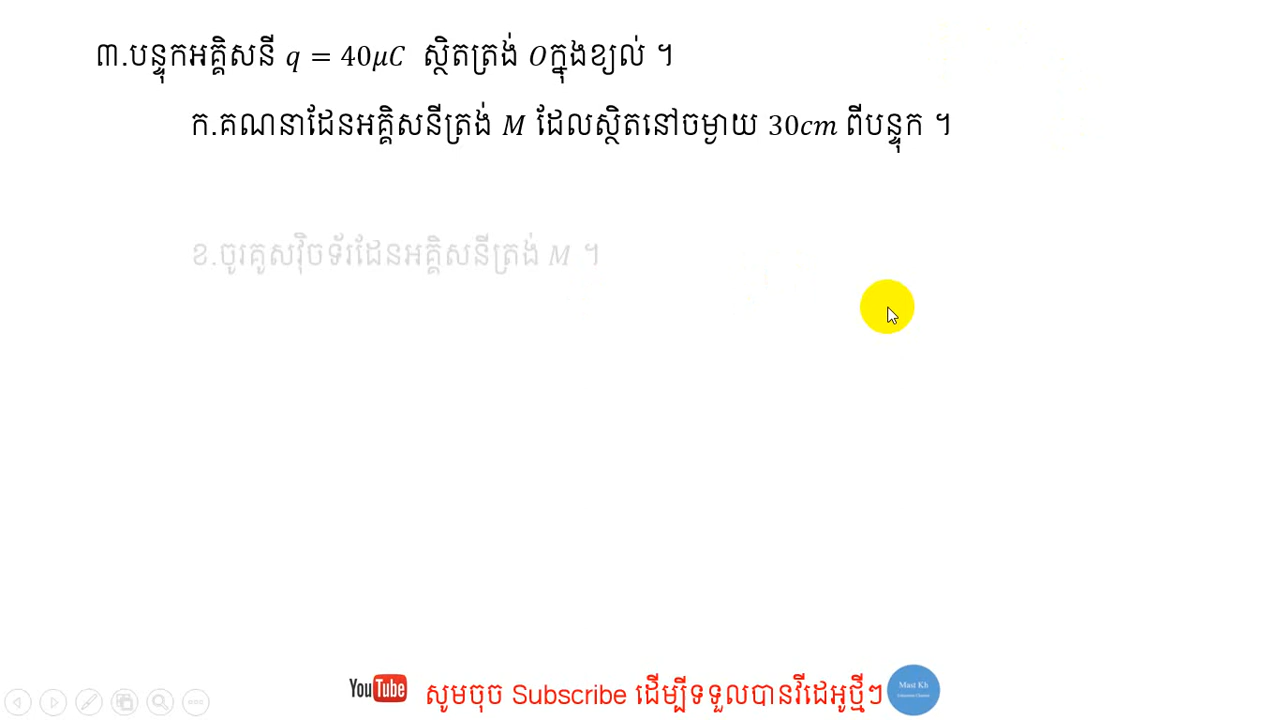 ៣.បន្ទុកអគ្គិសនី q = 40μC ស្ថិតត្រង់ Oក្នុងខ្យល់ ។
ក.គណនាដែនអគ្គិសនីត្រង់ M ដែលស្ថិតនៅចម្ងាយ 30cm ពីបន្ទុក ។
ខ.ចូរគូសវ៉ិចទ័រដែនអគ្គិសនីត្រង់ M ។
YouTube សូមចុច Subscribe ដើម្បីទទួលបានវីដេអូថ្មីៗ Mast Kh